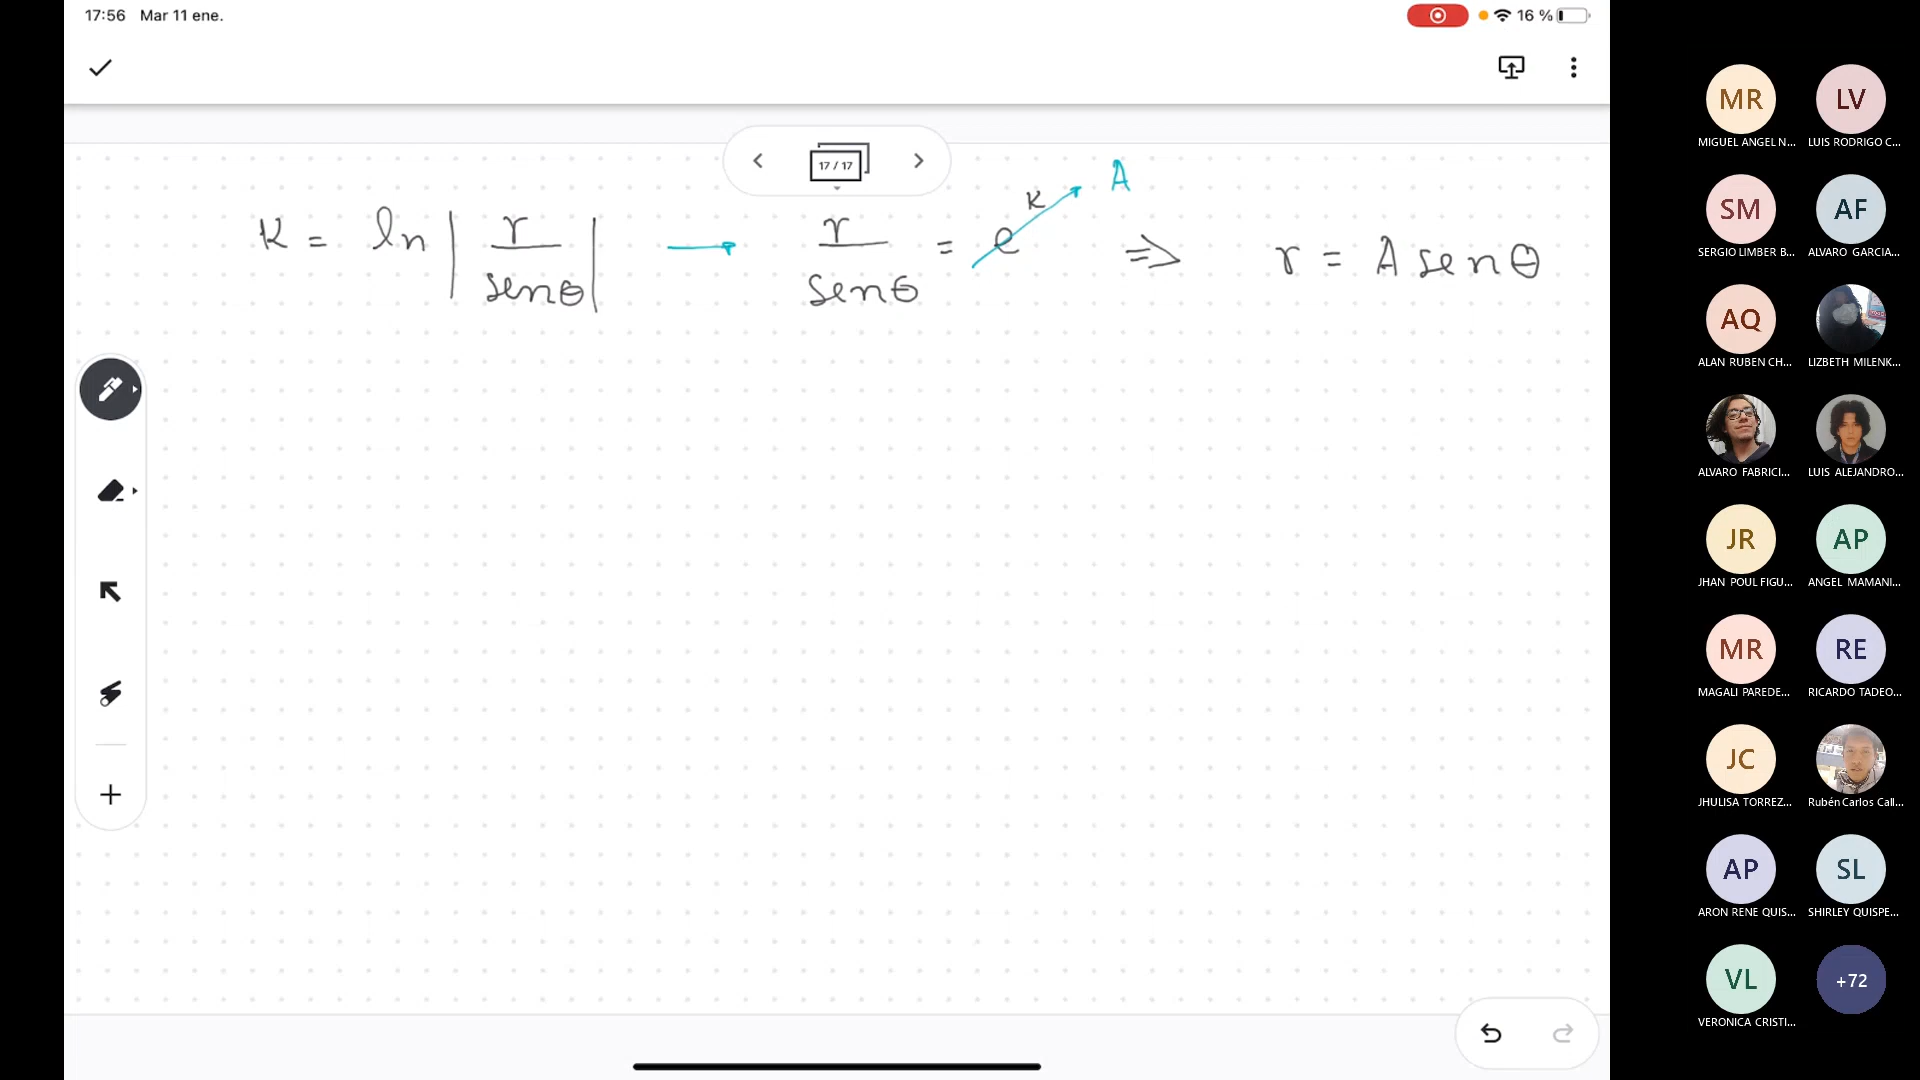 17:56 Mar 11 ene.
16 %
17 / 17
K = ln | r / senθ | → r / senθ = e^K A ⇒ r = A senθ
MR LV
MIGUEL ANGEL N... LUIS RODRIGO C...
SM AF
SERGIO LIMBER B... ALVARO GARCIA...
AQ
ALAN RUBEN CH... LIZBETH MILENK...
ALVARO FABRICI... LUIS ALEJANDRO...
JR AP
JHAN POUL FIGU... ANGEL MAMANI...
MR RE
MAGALI PAREDE... RICARDO TADEO...
JC
JHULISA TORREZ... Rubén Carlos Call...
AP SL
ARON RENE QUIS... SHIRLEY QUISPE...
VL +72
VERONICA CRISTI...